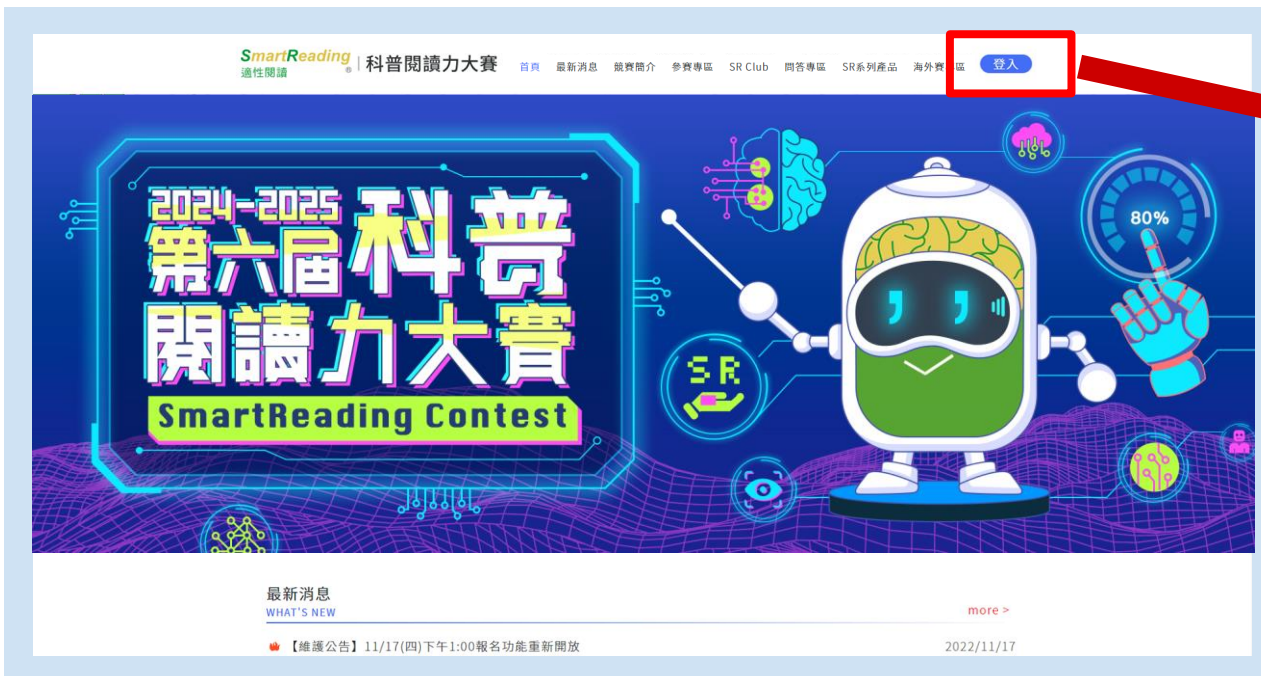 SmartReading
適性閱讀 ®
科普閱讀力大賽
首頁 最新消息 競賽簡介 參賽專區 SR Club 問答專區 SR系列產品 海外賽 區 登入
2024-2025
第六屆科普
閱讀力大賽
SmartReading Contest
SR
80%
最新消息
WHAT'S NEW
more >
【維護公告】11/17(四)下午1:00報名功能重新開放 2022/11/17